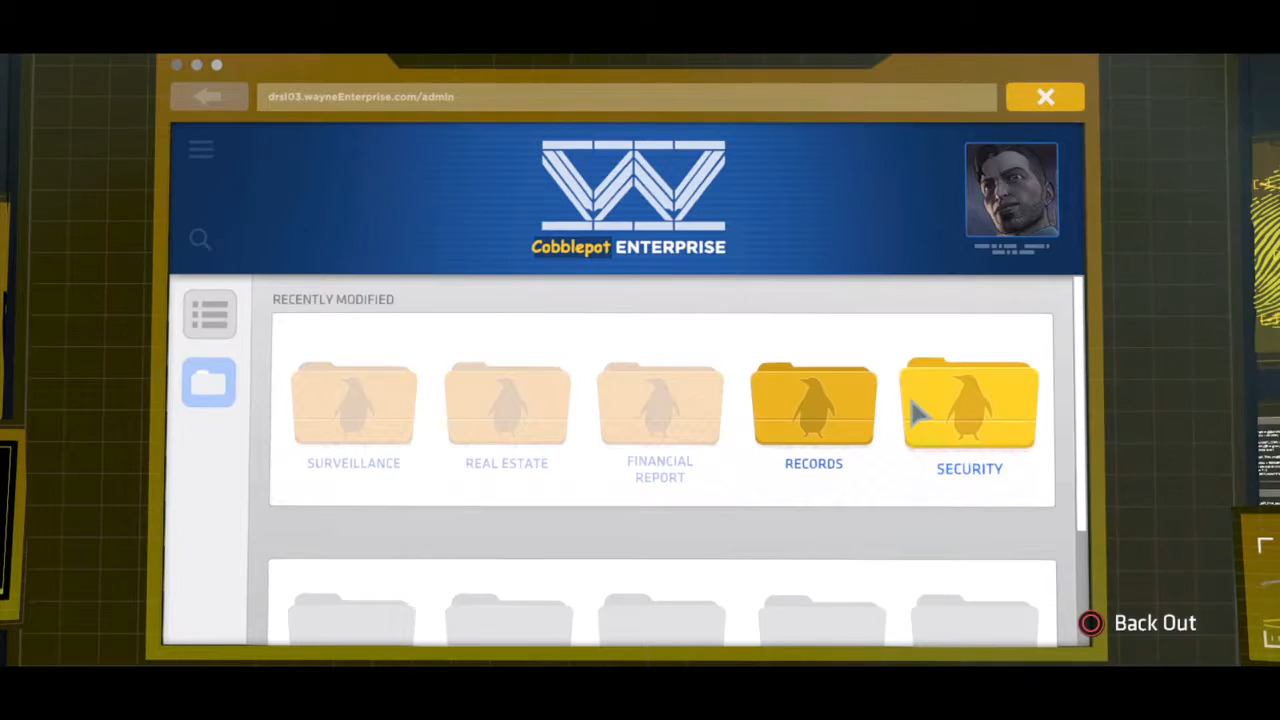 drsl03.wayneEnterprise.com/admin
Cobblepot ENTERPRISE
RECENTLY MODIFIED
SURVEILLANCE
REAL ESTATE
FINANCIAL
REPORT
RECORDS
SECURITY
Back Out